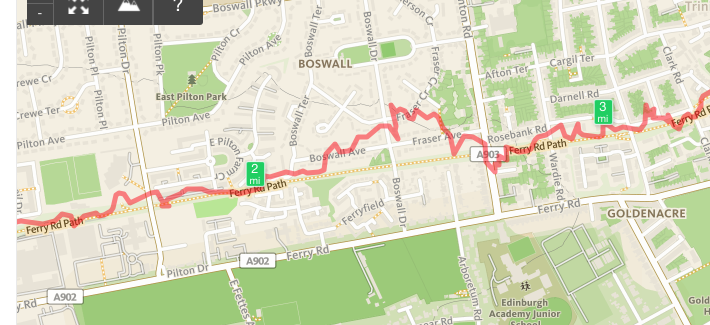 -
?
Boswall Pkwy
Boswall Ter
Boswall Dr
Pilton Cr
Pilton Ave
Pilton Dr
Pilton Pl
Pilton Pk
BOSWALL
Fraser Cr
Afton Ter
Cargil Ter
Clark Rd
Trin
rewe Cr
East Pilton Park
Boswall Ter
Fraser Cr
Darnell Rd
3
mi
rewe Ter
Pilton Ave
Pilton Ave
Fraser Ave
Rosebank Rd
Ferry Rd P
E Pilton Farm
Boswall Ave
A903
Ferry Rd Path
2
mi
Ferry Rd Path
Wardie Rd
Ferryfield
Boswall Dr
Ferry Rd
GOLDENACRE
Ferry Rd Path
Ferry Rd
A902
Pilton Dr
A902
y Rd
E Fettes A
Arboretum Rd
Edinburgh
Academy Junior
School
Gold